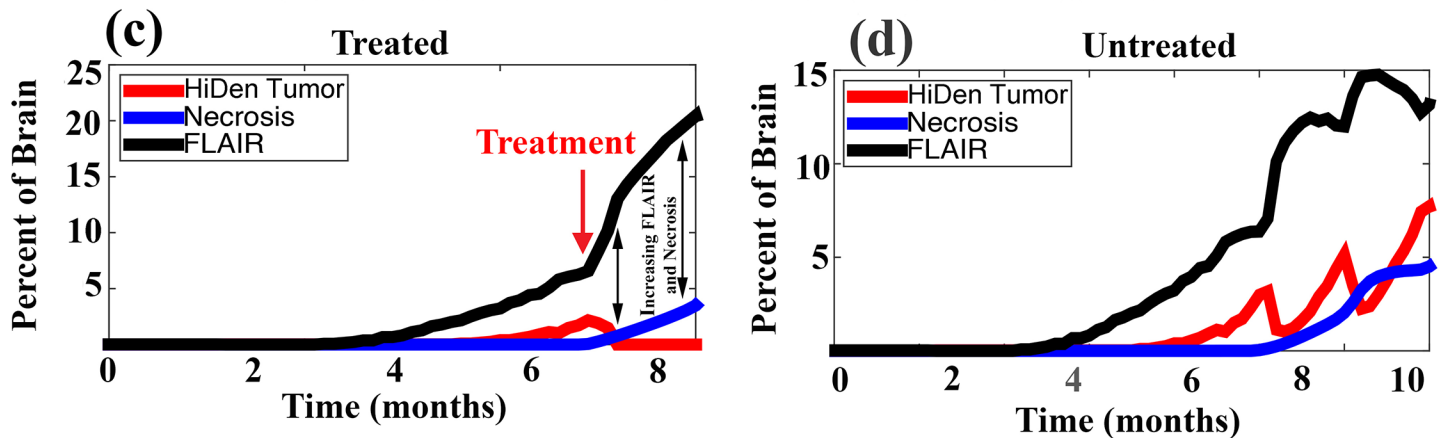 (c)
Treated
Percent of Brain
25
20
15
10
5
HiDen Tumor
Necrosis
FLAIR
Treatment
Increasing FLAIR
and Necrosis
0 2 4 6 8
Time (months)
(d)
Untreated
Percent of Brain
15
10
5
HiDen Tumor
Necrosis
FLAIR
0 2 4 6 8 10
Time (months)